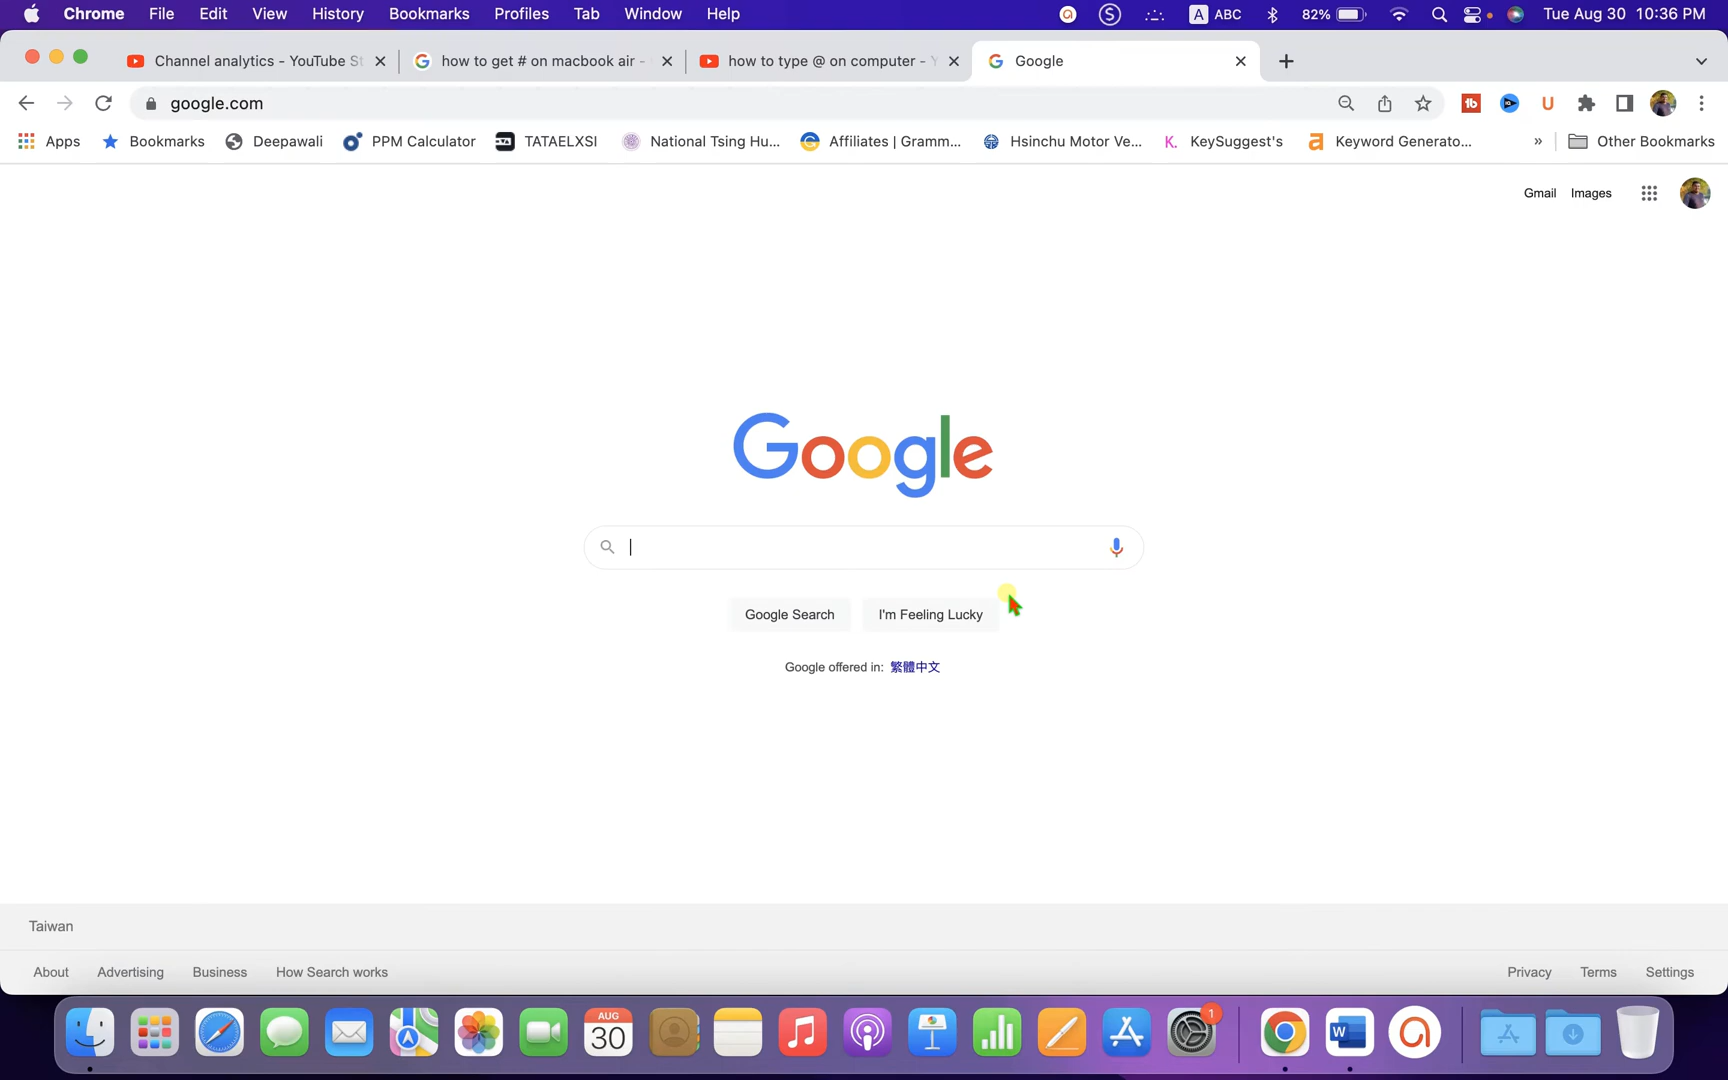 Chrome File Edit View History Bookmarks Profiles Tab Window Help A ABC 82% Tue Aug 30 10:36 PM
Channel analytics - YouTube St how to get # on macbook air - how to type @ on computer - Y Google
google.com
Apps Bookmarks Deepawali PPM Calculator TATAELXSI National Tsing Hu... Affiliates | Gramm... Hsinchu Motor Ve... K. KeySuggest's Keyword Generato... » Other Bookmarks
Gmail Images
Google
Google Search I'm Feeling Lucky
Google offered in: 繁體中文
Taiwan
About Advertising Business How Search works Privacy Terms Settings
AUG
30
1